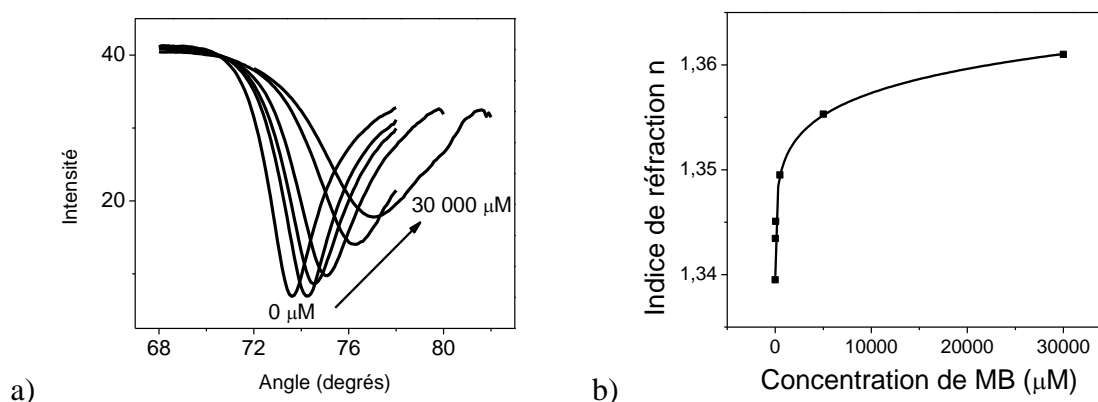 40
20
Intensité
30 000 μM
0 μM
68 72 76 80
Angle (degrés)
a)
1,36
1,35
1,34
Indice de réfraction n
0 10000 20000 30000
Concentration de MB (μM)
b)